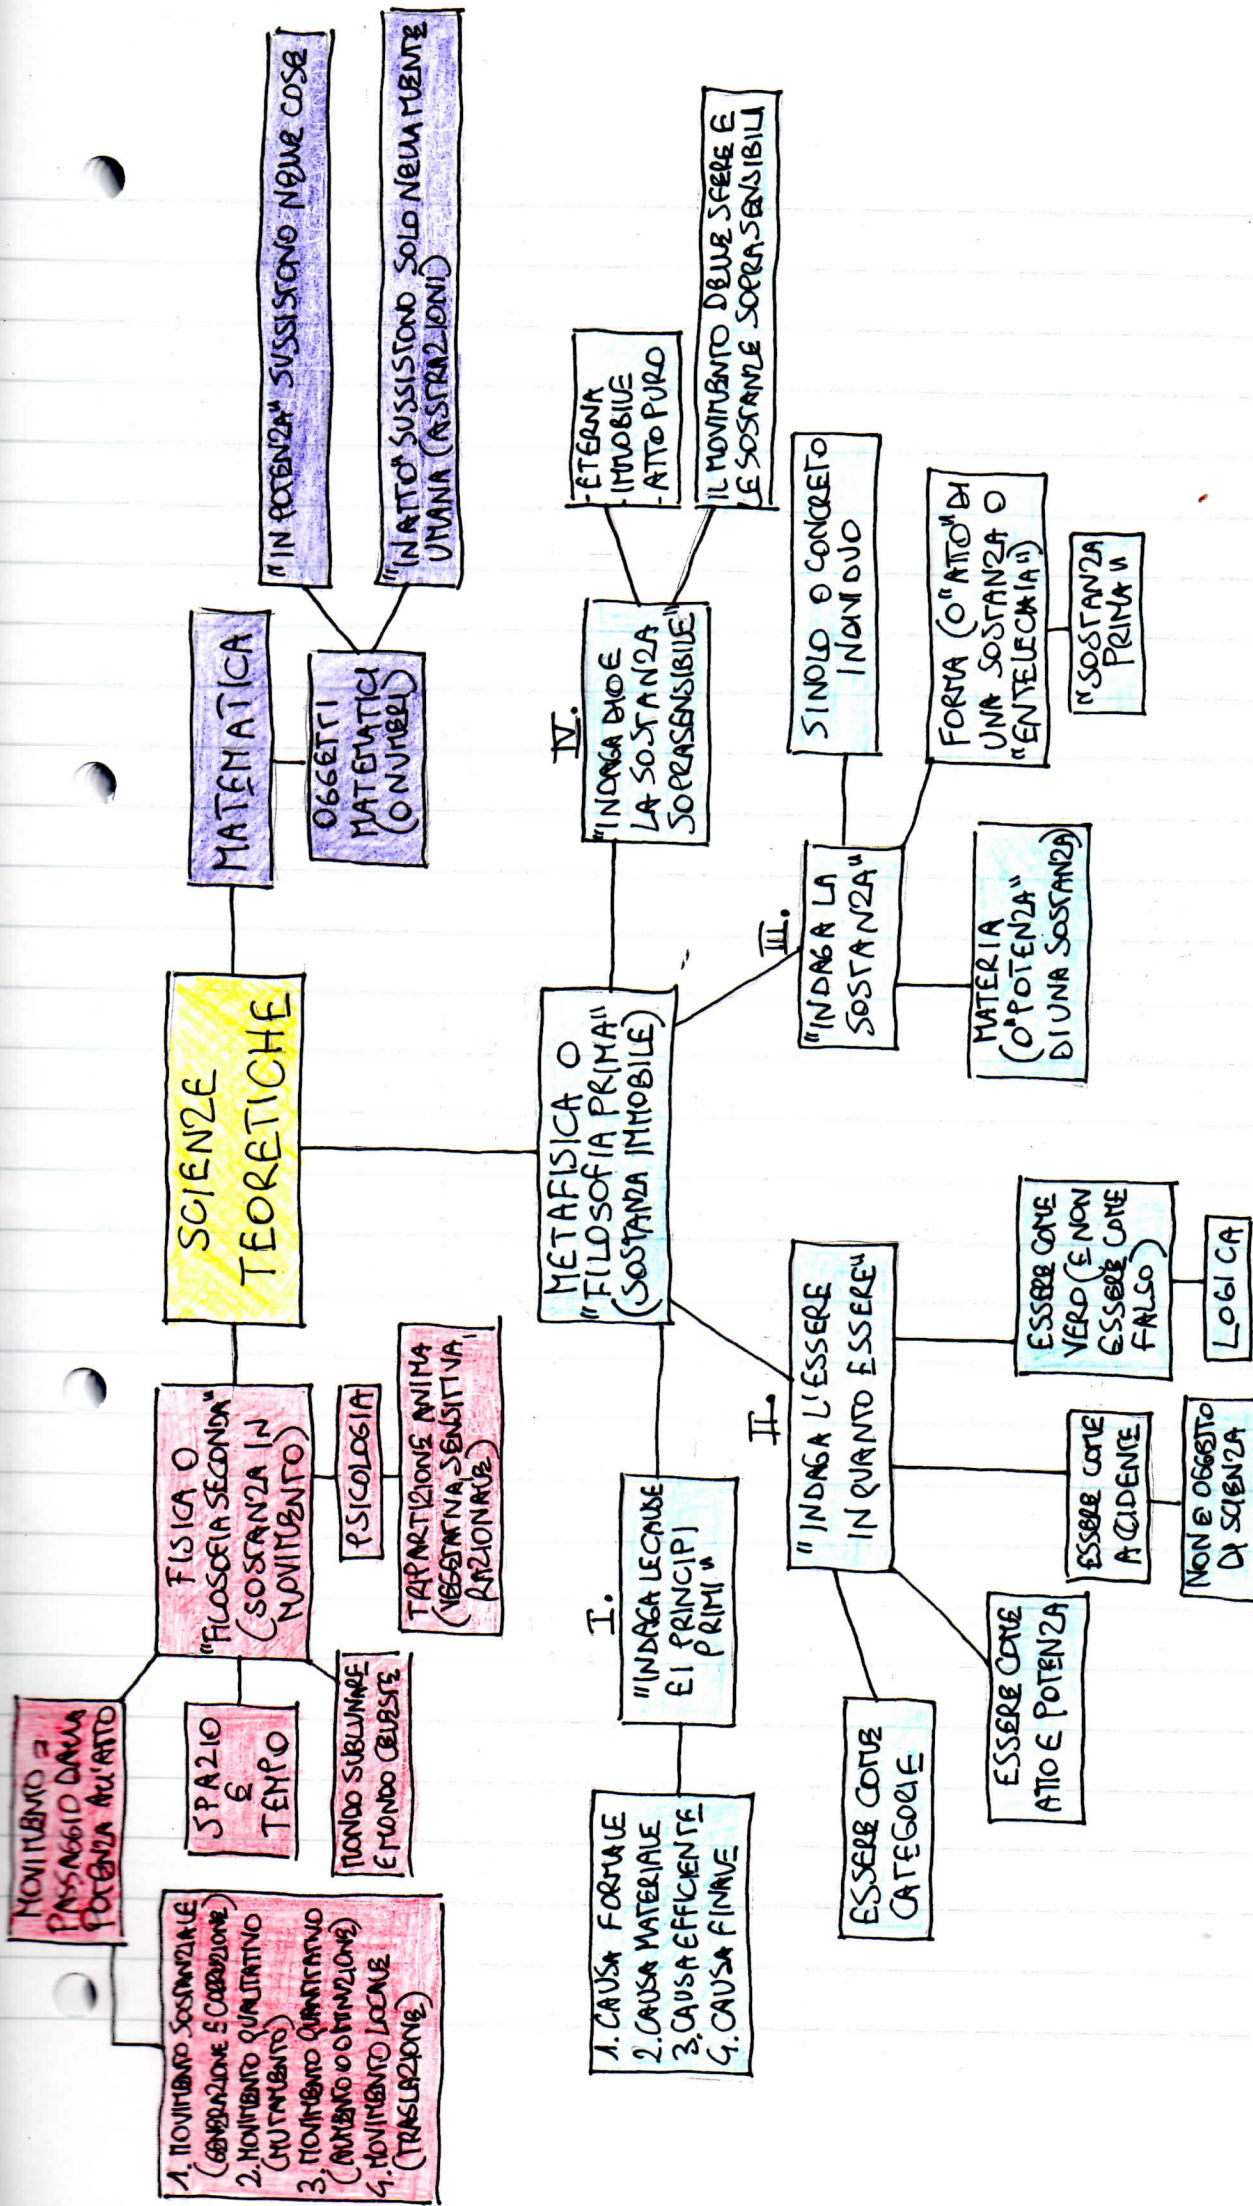 SCIENZE
TEORETICHE
FISICA O
"FILOSOFIA SECONDA"
(SOSTANZA IN
MOVIMENTO)
MOVIMENTO =
PASSAGGIO DALLA
POTENZA ALL'ATTO
1. MOVIMENTO SOSTANZIALE
(GENERAZIONE E CORRUZIONE)
2. MOVIMENTO QUALITATIVO
(MUTAMENTO)
3. MOVIMENTO QUANTITATIVO
(AUMENTO O DIMINUZIONE)
4. MOVIMENTO LOCALE
(TRASLAZIONE)
SPAZIO
E
TEMPO
MONDO SUBLUNARE
E MONDO CELESTE
PSICOLOGIA
TRIPARTIZIONE ANIMA
(VEGETATIVA, SENSITIVA,
RAZIONALE)
MATEMATICA
OGGETTI
MATEMATICI
(O NUMERI)
"IN POTENZA" SUSSISTONO NELLE COSE
"IN ATTO" SUSSISTONO SOLO NELLA MENTE
UMANA (ASTRAZIONI)
METAFISICA O
"FILOSOFIA PRIMA"
(SOSTANZA IMMOBILE)
I.
"INDAGA LE CAUSE
E I PRINCIPI
PRIMI"
1. CAUSA FORMALE
2. CAUSA MATERIALE
3. CAUSA EFFICIENTE
4. CAUSA FINALE
II.
"INDAGA L'ESSERE
IN QUANTO ESSERE"
ESSERE COME
CATEGORIE
ESSERE COME
ATTO E POTENZA
ESSERE COME
ACCIDENTE
NON È OGGETTO
DI SCIENZA
ESSERE COME
VERO (E NON
ESSERE COME
FALSO)
LOGICA
III.
"INDAGA LA
SOSTANZA"
MATERIA
(O "POTENZA"
DI UNA SOSTANZA)
SINOLO O CONCRETO
INDIVIDUO
FORMA (O "ATTO" DI
UNA SOSTANZA O
"ENTELECHIA")
"SOSTANZA
PRIMA"
IV.
"INDAGA DIO E
LA SOSTANZA
SOPRASENSIBILE"
- ETERNA
- IMMOBILE
- ATTO PURO
IL MOVIMENTO DELLE SFERE E
LE SOSTANZE SOPRASENSIBILI